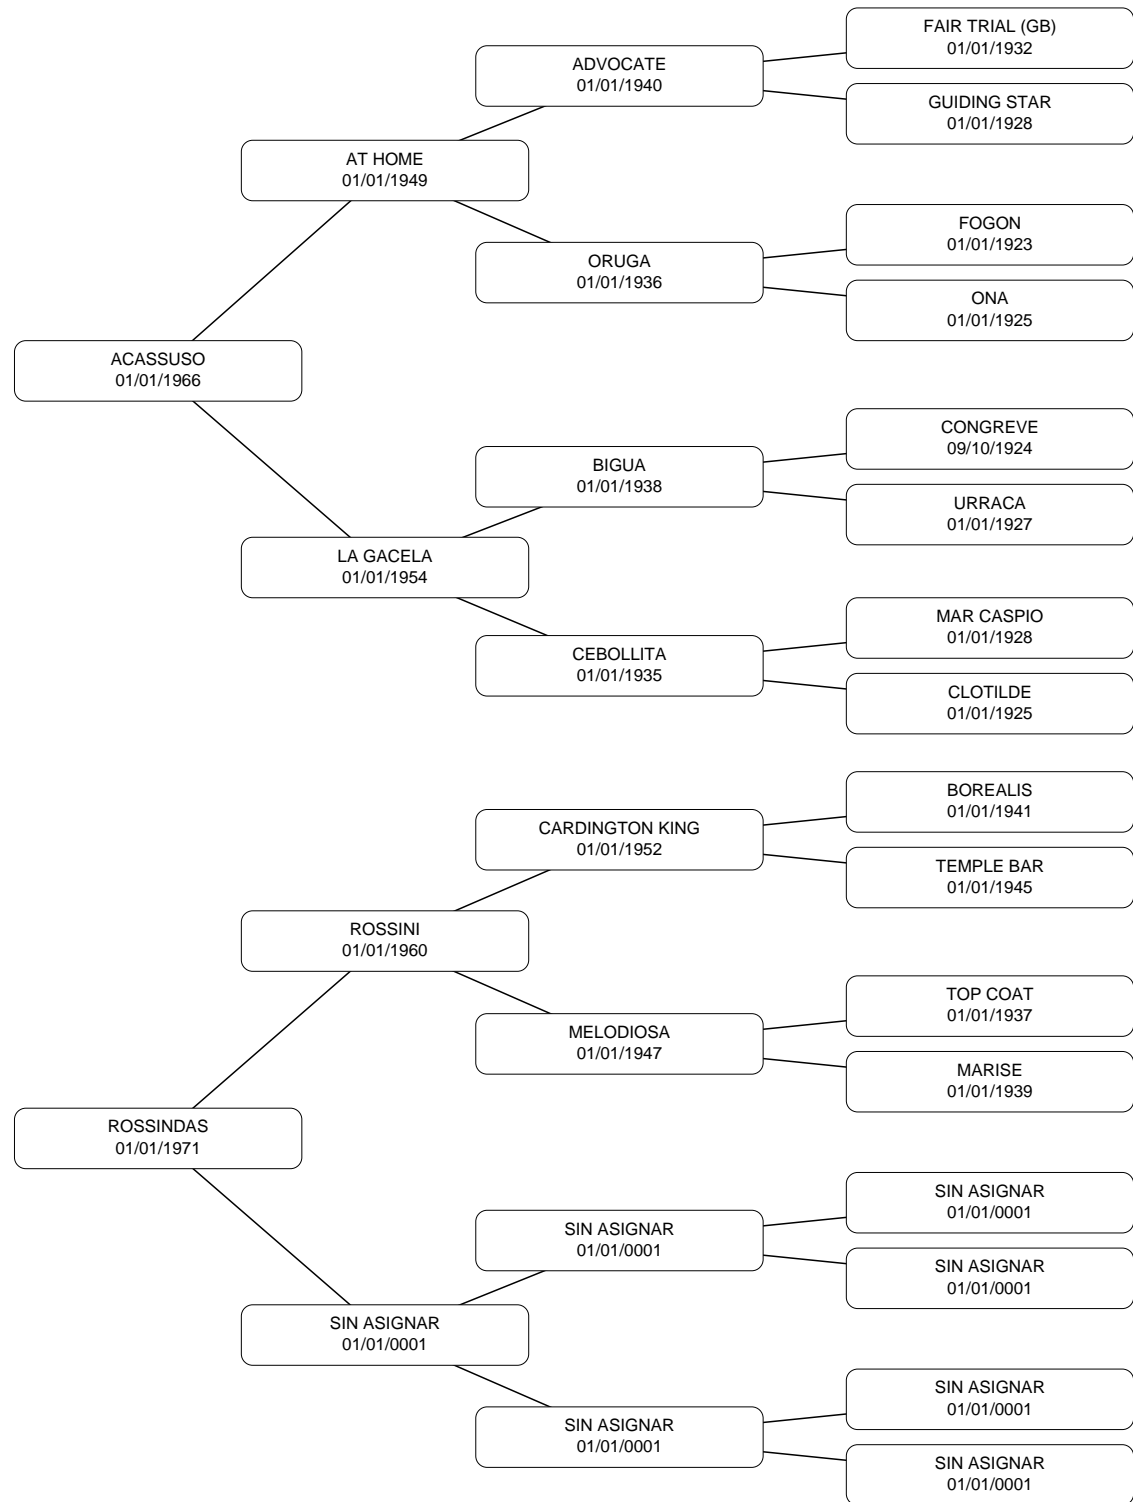 FAIR TRIAL (GB)
01/01/1932
ADVOCATE
01/01/1940
GUIDING STAR
01/01/1928
AT HOME
01/01/1949
FOGON
01/01/1923
ORUGA
01/01/1936
ONA
01/01/1925
ACASSUSO
01/01/1966
CONGREVE
09/10/1924
BIGUA
01/01/1938
URRACA
01/01/1927
LA GACELA
01/01/1954
MAR CASPIO
01/01/1928
CEBOLLITA
01/01/1935
CLOTILDE
01/01/1925
BOREALIS
01/01/1941
CARDINGTON KING
01/01/1952
TEMPLE BAR
01/01/1945
ROSSINI
01/01/1960
TOP COAT
01/01/1937
MELODIOSA
01/01/1947
MARISE
01/01/1939
ROSSINDAS
01/01/1971
SIN ASIGNAR
01/01/0001
SIN ASIGNAR
01/01/0001
SIN ASIGNAR
01/01/0001
SIN ASIGNAR
01/01/0001
SIN ASIGNAR
01/01/0001
SIN ASIGNAR
01/01/0001
SIN ASIGNAR
01/01/0001